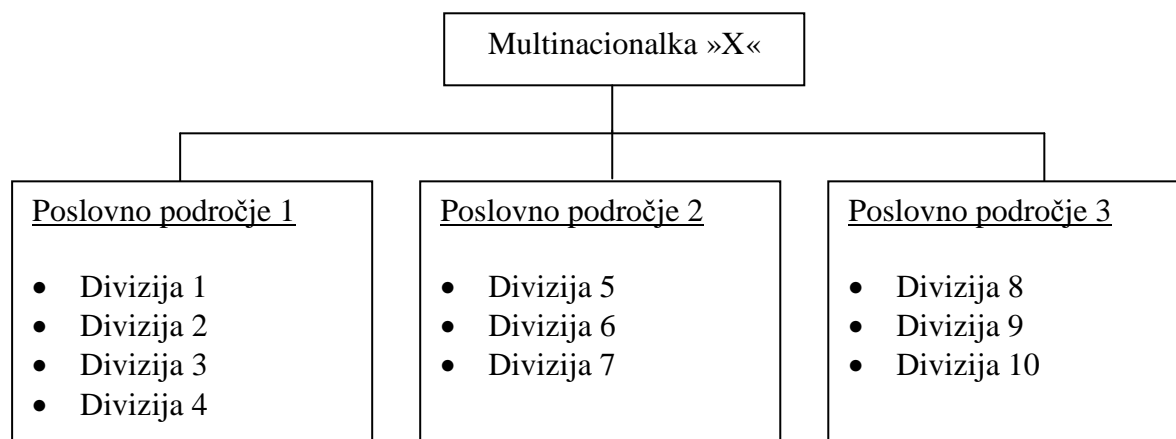 Multinacionalka »X«
Poslovno področje 1
• Divizija 1
• Divizija 2
• Divizija 3
• Divizija 4
Poslovno področje 2
• Divizija 5
• Divizija 6
• Divizija 7
Poslovno področje 3
• Divizija 8
• Divizija 9
• Divizija 10